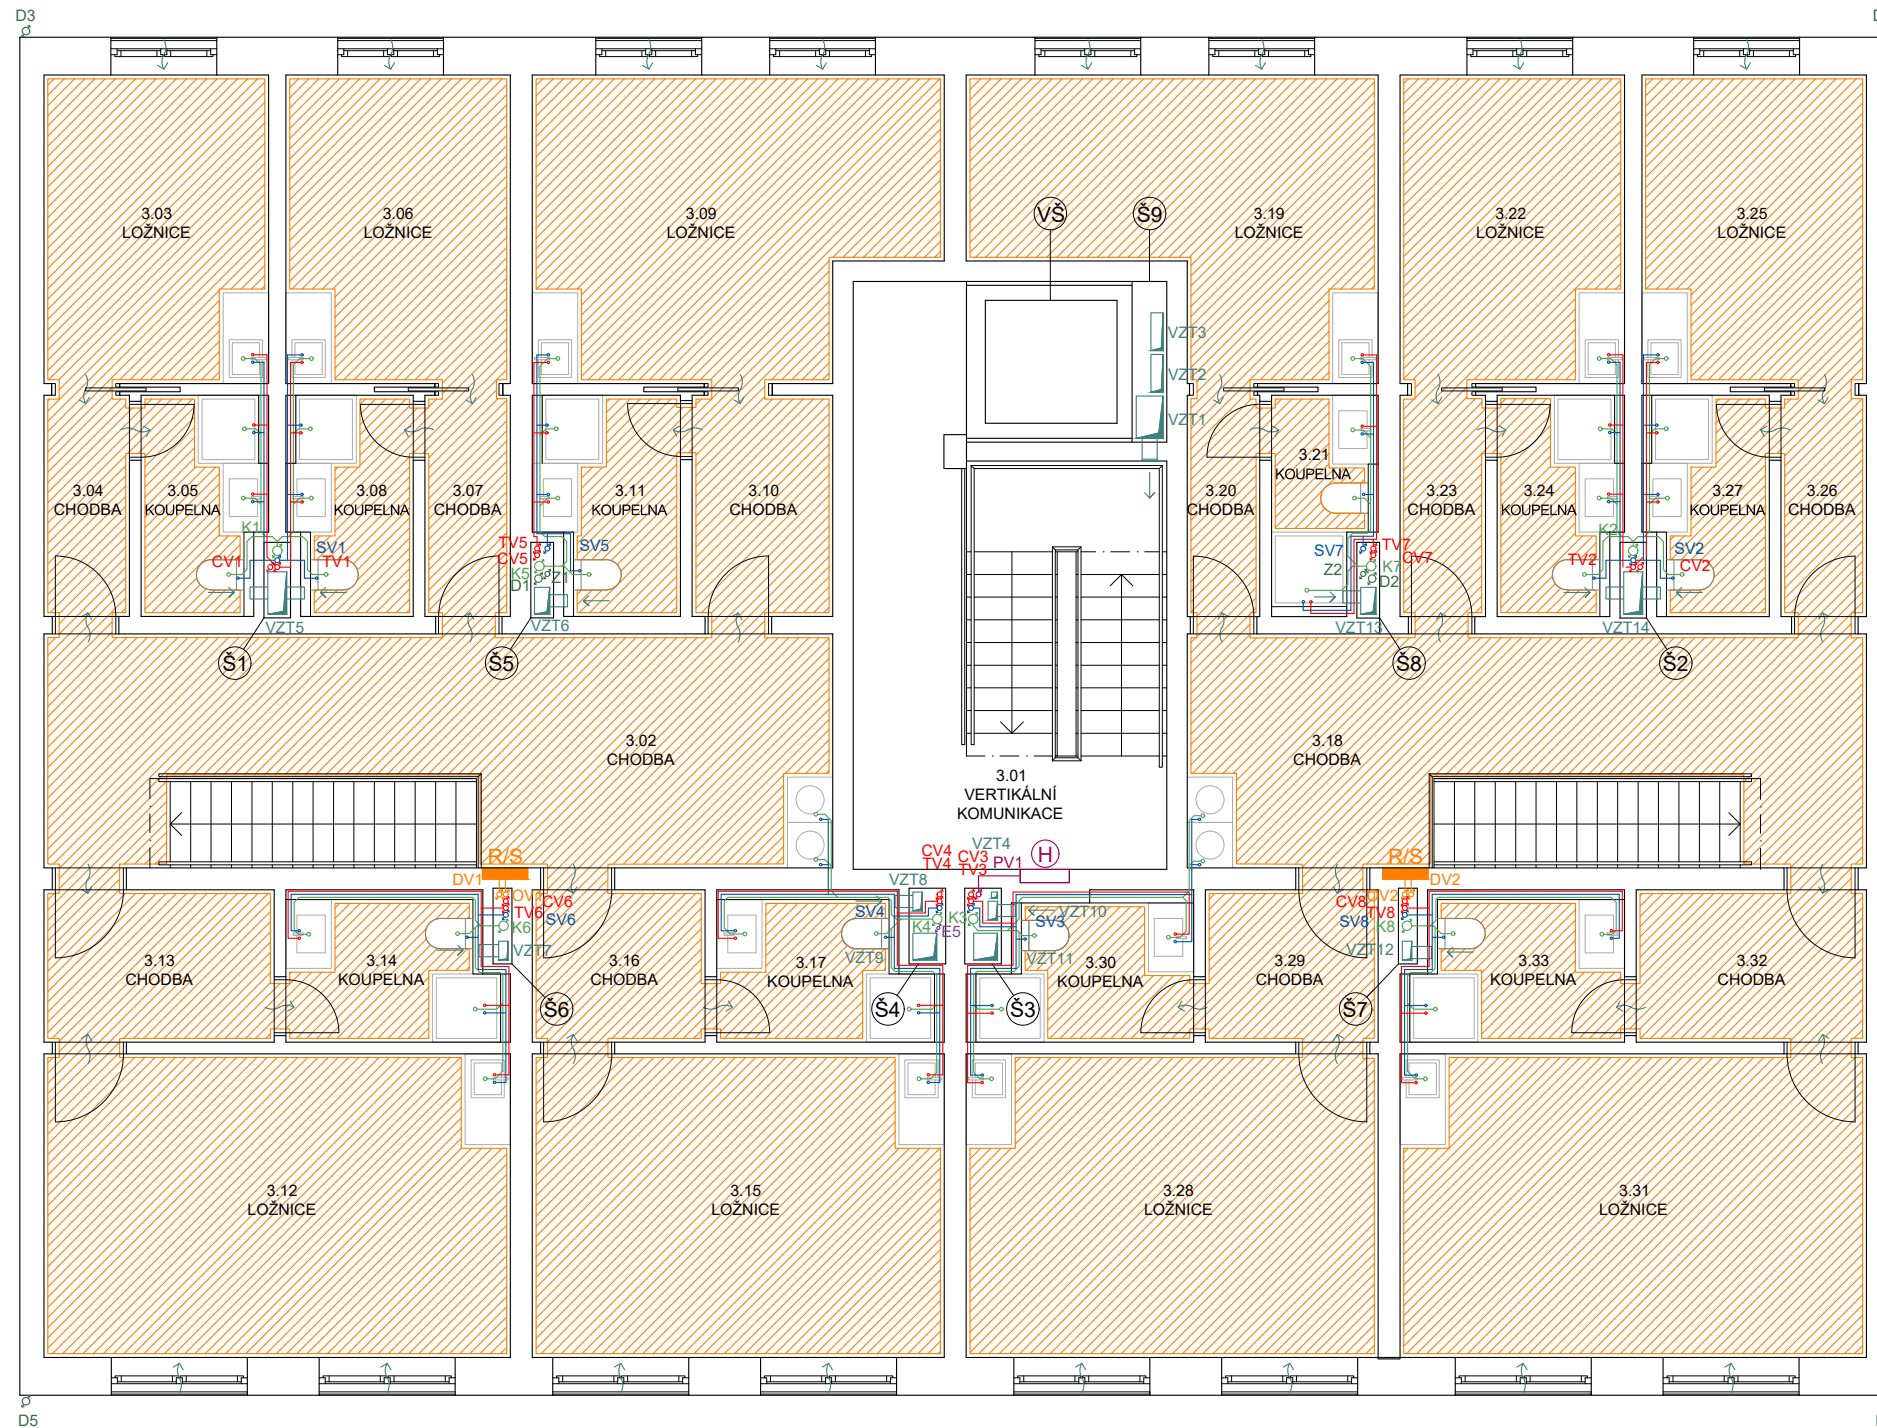 D3
D
3.03
LOŽNICE
3.06
LOŽNICE
3.09
LOŽNICE
VŠ
Š9
3.19
LOŽNICE
3.22
LOŽNICE
3.25
LOŽNICE
VZT3
VZT2
VZT1
3.04
CHODBA
3.05
KOUPELNA
3.08
KOUPELNA
3.07
CHODBA
3.11
KOUPELNA
3.10
CHODBA
3.20
CHODBA
3.21
KOUPELNA
3.23
CHODBA
3.24
KOUPELNA
3.27
KOUPELNA
3.26
CHODBA
K1
CV1
SV1
TV1
VZT5
TV5
CV5
K5
D1
Z1
SV5
VZT6
SV7
Z2
TV7
CV7
K7
D2
VZT13
K2
TV2
SV2
CV2
VZT14
Š1
Š5
Š8
Š2
3.02
CHODBA
3.18
CHODBA
3.01
VERTIKÁLNÍ
KOMUNIKACE
R/S
DV1
OV1
CV6
TV6
SV6
K6
VZT7
CV4
TV4
CV3
TV3
VZT4
PV1
H
VZT8
SV4
K4
E5
K3
VZT9
VZT10
SV3
VZT11
R/S
DV2
OV2
CV8
TV8
SV8
K8
VZT12
3.13
CHODBA
3.14
KOUPELNA
3.16
CHODBA
3.17
KOUPELNA
3.30
KOUPELNA
3.29
CHODBA
3.33
KOUPELNA
3.32
CHODBA
Š6
Š4
Š3
Š7
3.12
LOŽNICE
3.15
LOŽNICE
3.28
LOŽNICE
3.31
LOŽNICE
D5